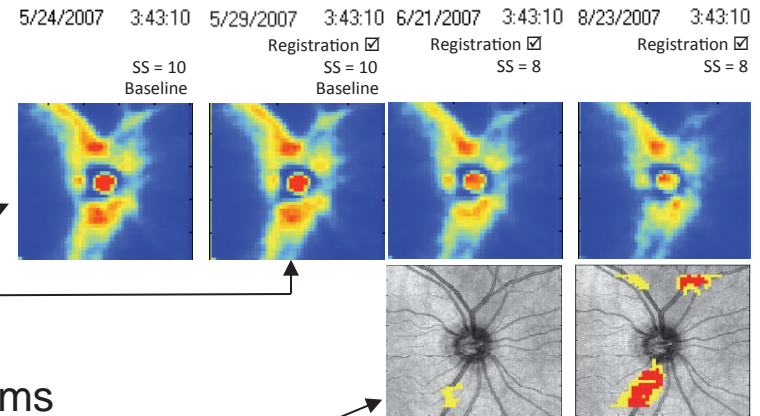 5/24/2007 3:43:10 5/29/2007 3:43:10 6/21/2007 3:43:10 8/23/2007 3:43:10
Registration ☑ Registration ☑ Registration ☑
SS = 10 SS = 10 SS = 8 SS = 8
Baseline Baseline
ms